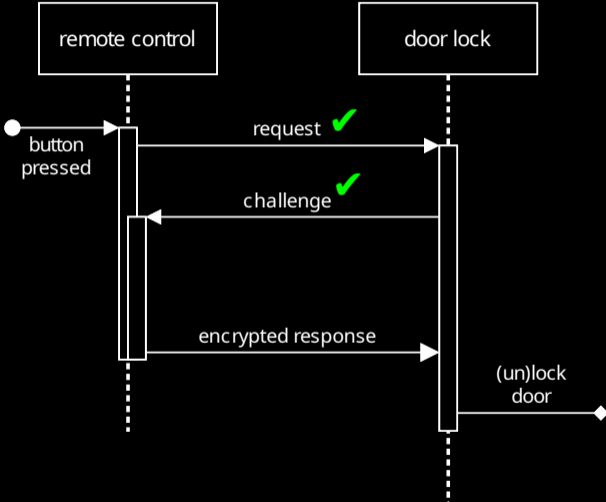 remote control
door lock
button
pressed
request
challenge
encrypted response
(un)lock
door